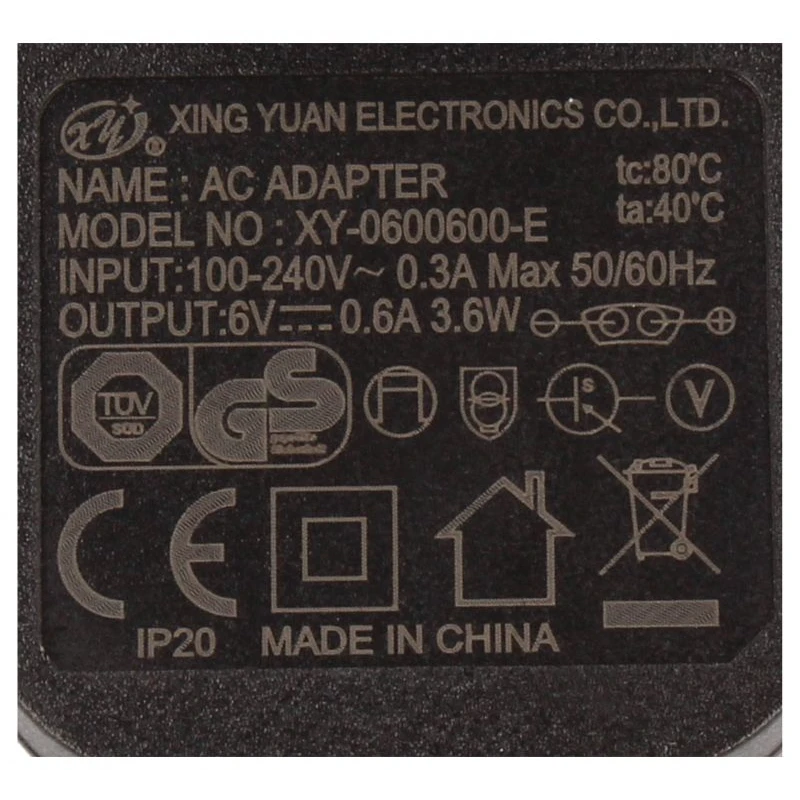 XY® XING YUAN ELECTRONICS CO.,LTD.
NAME : AC ADAPTER tc:80°C
MODEL NO : XY-0600600-E ta:40°C
INPUT:100-240V~ 0.3A Max 50/60Hz
OUTPUT:6V⎓0.6A 3.6W
TÜV
SÜD
GS
S
V
CE
IP20 MADE IN CHINA